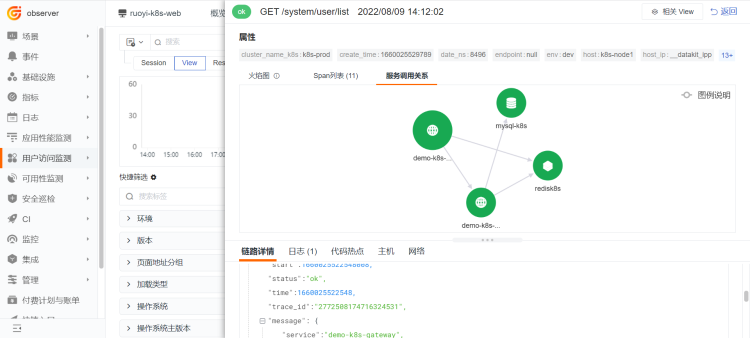 observer
场景
事件
基础设施
指标
日志
应用性能监测
用户访问监测
可用性监测
安全巡检
CI
监控
集成
管理
付费计划与账单
ruoyi-k8s-web
概览
搜索
Session
View
Res
60
30
0
14:00
15:00
16:00
17:00
快捷筛选
搜索标签
环境
版本
页面地址分组
加载类型
操作系统
操作系统主版本
ok
GET /system/user/list
2022/08/09 14:12:02
相关 View
返回
属性
cluster_name_k8s:k8s-prod
create_time:1660025529789
date_ns:8496
endpoint:null
env:dev
host:k8s-node1
host_ip:__datakit_ipp
13+
火焰图
Span列表 (11)
服务调用关系
图例说明
mysql-k8s
demo-k8s-...
redisk8s
demo-k8s-...
链路详情
日志 (1)
代码热点
主机
网络
"start":1660025522548008,
"status":"ok",
"time":1660025522548,
"trace_id":"2772508174716324531",
"message": {
"service":"demo-k8s-gateway",